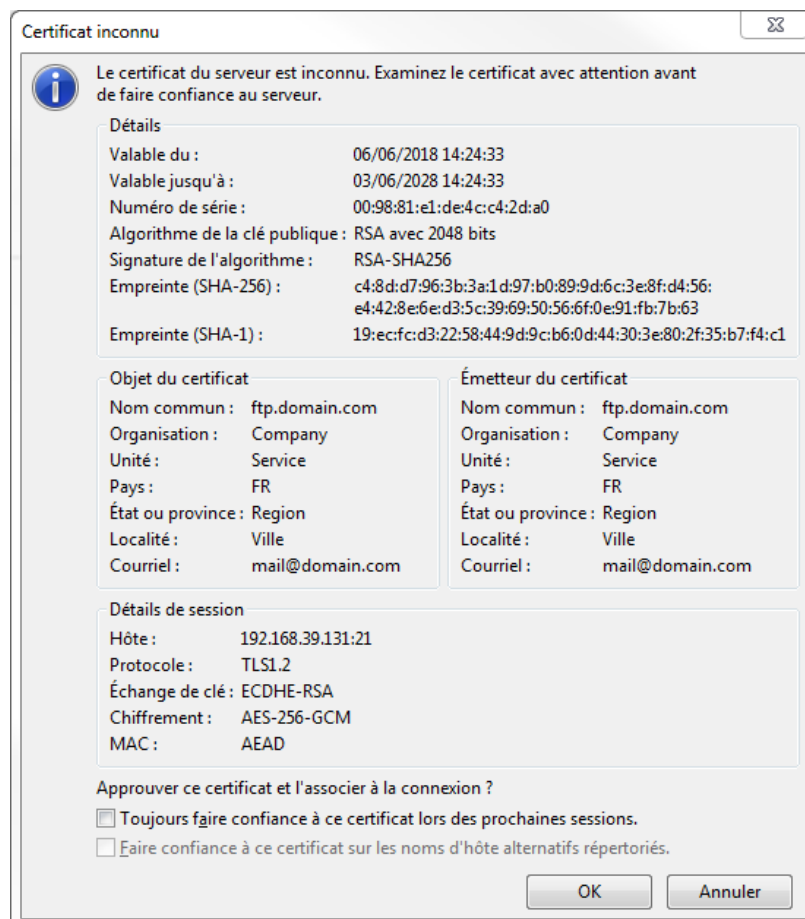 Certificat inconnu
Le certificat du serveur est inconnu. Examinez le certificat avec attention avant
de faire confiance au serveur.
Détails
Valable du : 06/06/2018 14:24:33
Valable jusqu'à : 03/06/2028 14:24:33
Numéro de série : 00:98:81:e1:de:4c:c4:2d:a0
Algorithme de la clé publique : RSA avec 2048 bits
Signature de l'algorithme : RSA-SHA256
Empreinte (SHA-256) : c4:8d:d7:96:3b:3a:1d:97:b0:89:9d:6c:3e:8f:d4:56:
e4:42:8e:6e:d3:5c:39:69:50:56:6f:0e:91:fb:7b:63
Empreinte (SHA-1) : 19:ec:fc:d3:22:58:44:9d:9c:b6:0d:44:30:3e:80:2f:35:b7:f4:c1
Objet du certificat
Nom commun : ftp.domain.com
Organisation : Company
Unité : Service
Pays : FR
État ou province : Region
Localité : Ville
Courriel : mail@domain.com
Émetteur du certificat
Nom commun : ftp.domain.com
Organisation : Company
Unité : Service
Pays : FR
État ou province : Region
Localité : Ville
Courriel : mail@domain.com
Détails de session
Hôte : 192.168.39.131:21
Protocole : TLS1.2
Échange de clé : ECDHE-RSA
Chiffrement : AES-256-GCM
MAC : AEAD
Approuver ce certificat et l'associer à la connexion ?
Toujours faire confiance à ce certificat lors des prochaines sessions.
Faire confiance à ce certificat sur les noms d'hôte alternatifs répertoriés.
OK
Annuler